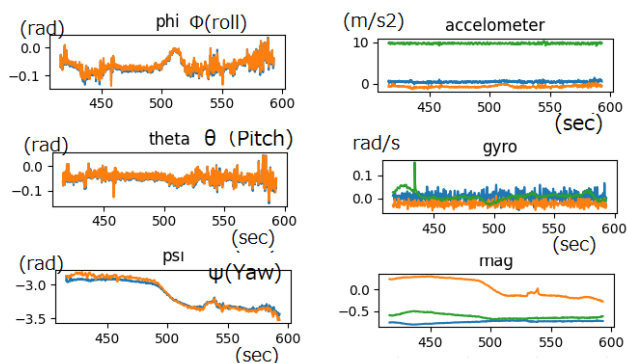 (rad)
phi Φ(roll)
0.0
−0.1
450
500
550
600
(rad)
theta θ (Pitch)
0.0
−0.1
450
500
550
600
(sec)
(rad)
psi
ψ(Yaw)
−3.0
−3.5
450
500
550
600
(m/s2)
accelometer
10
0
450
500
550
600
(sec)
rad/s
gyro
0.1
0.0
450
500
550
600
(sec)
mag
0.0
−0.5
450
500
550
600